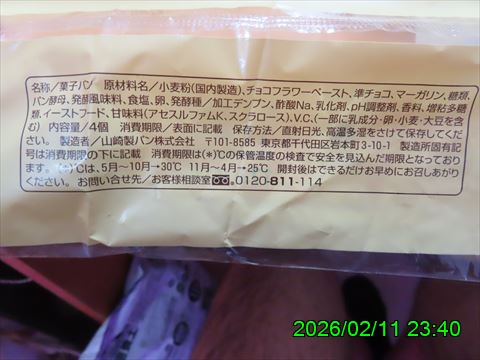 名称/菓子パン 原材料名/小麦粉(国内製造)、チョコフラワーペースト、準チョコ、マーガリン、糖類、
パン酵母、発酵風味料、食塩、卵、発酵種/加工デンプン、酢酸Na、乳化剤、pH調整剤、香料、増粘多糖
類、イーストフード、甘味料(アセスルファムK、スクラロース)、V.C、(一部に乳成分・卵・小麦・大豆を含
む) 内容量/4個 消費期限/表面に記載 保存方法/直射日光、高温多湿をさけて保存してくださ
い。 製造者/山崎製パン株式会社 〒101-8585 東京都千代田区岩本町3-10-1 製造所固有記
号は消費期限の下に記載 消費期限は(*)℃の保管温度の検査で安全を見込んだ期限となっておりま
す。 (*)℃は、5月〜10月→30℃ 11月〜4月→25℃ 開封後はできるだけお早めにお召しあがり
ください。お問い合せ先/お客様相談室 0120-811-114
2026/02/11 23:40